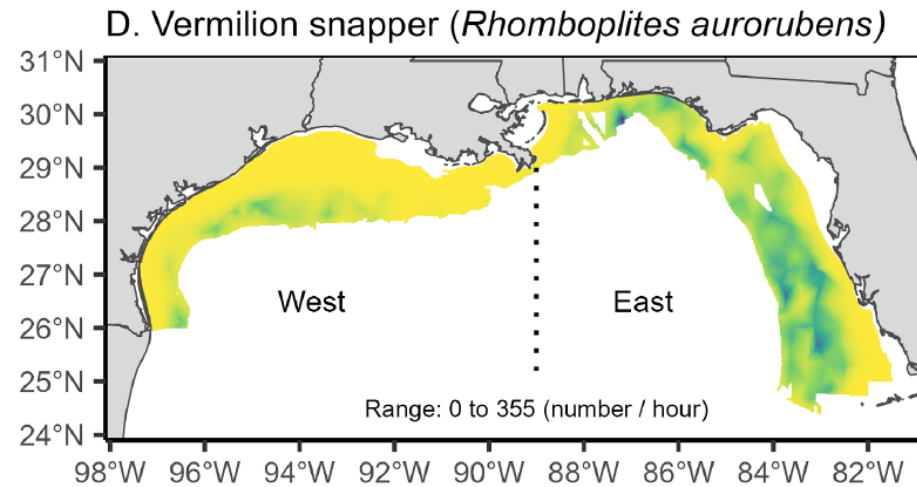 D. Vermilion snapper (Rhomboplites aurorubens)
31°N
30°N
29°N
28°N
27°N
26°N
25°N
24°N
West
East
Range: 0 to 355 (number / hour)
98°W 96°W 94°W 92°W 90°W 88°W 86°W 84°W 82°W